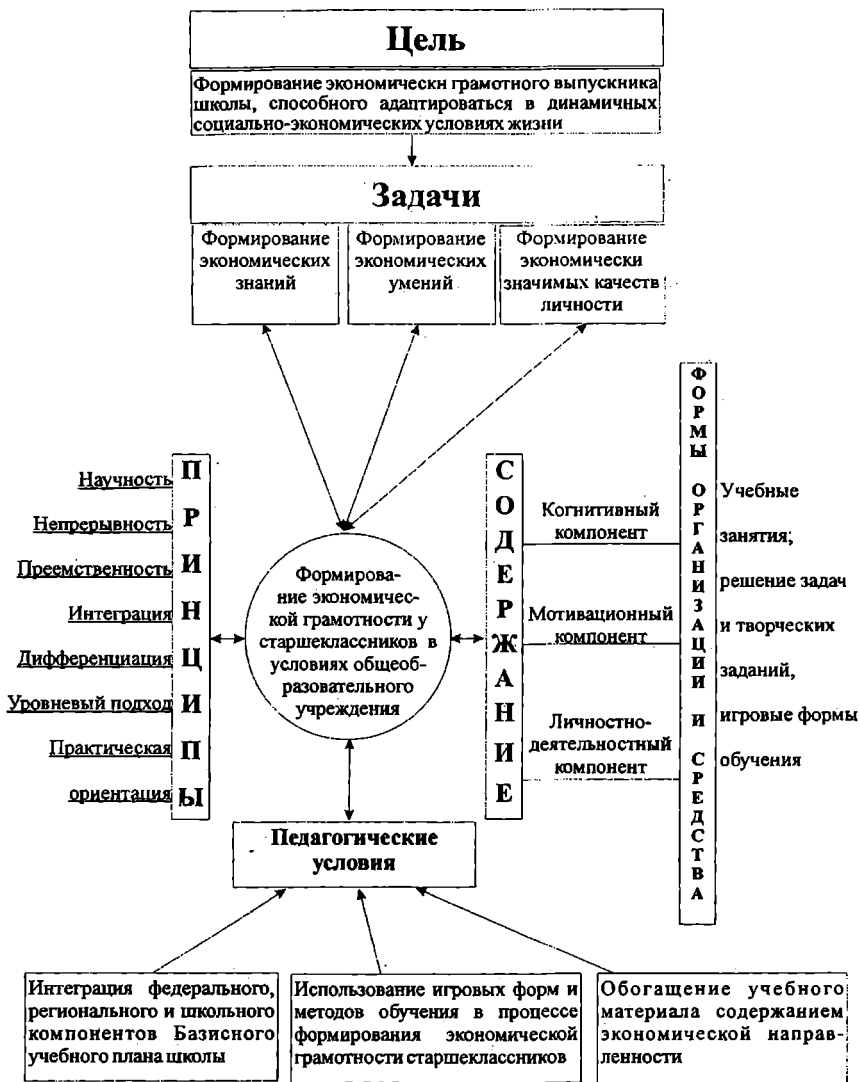 Цель
Формирование экономически грамотного выпускника
школы, способного адаптироваться в динамичных
социально-экономических условиях жизни
Задачи
Формирование
экономических
знаний
Формирование
экономических
умений
Формирование
экономически
значимых качеств
личности
Научность
Непрерывность
Преемственность
Интеграция
Дифференциация
Уровневый подход
Практическая
ориентация
ПРИНЦИПЫ
Формирова-
ние экономичес-
кой грамотности у
старшеклассников в
условиях общеоб-
разовательного
учреждения
СОДЕРЖАНИЕ
Когнитивный
компонент
Мотивационный
компонент
Личностно-
деятельностный
компонент
ФОРМЫ ОРГАНИЗАЦИИ И СРЕДСТВА
Учебные
занятия;
решение задач
и творческих
заданий,
игровые формы
обучения
Педагогические
условия
Интеграция федерального,
регионального и школьного
компонентов Базисного
учебного плана школы
Использование игровых форм и
методов обучения в процессе
формирования экономической
грамотности старшеклассников
Обогащение учебного
материала содержанием
экономической направ-
ленности